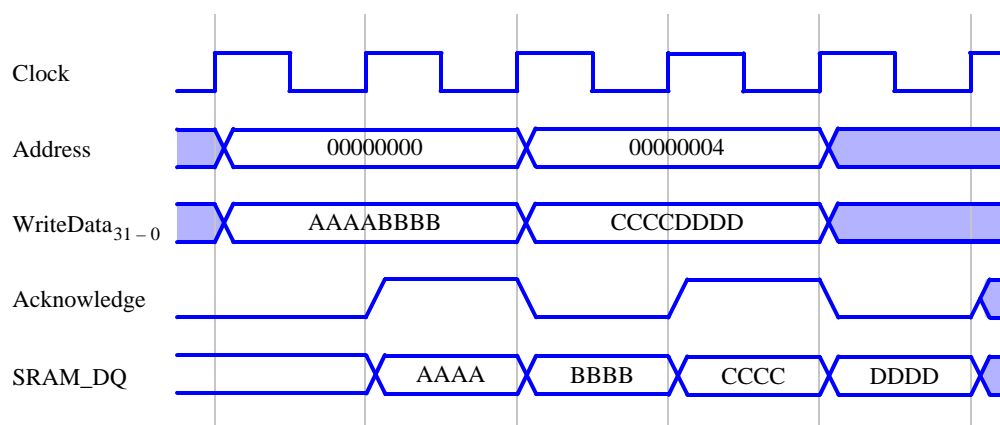 Clock
Address 00000000 00000004
WriteData31 – 0 AAAABBBB CCCCDDDD
Acknowledge
SRAM_DQ AAAA BBBB CCCC DDDD